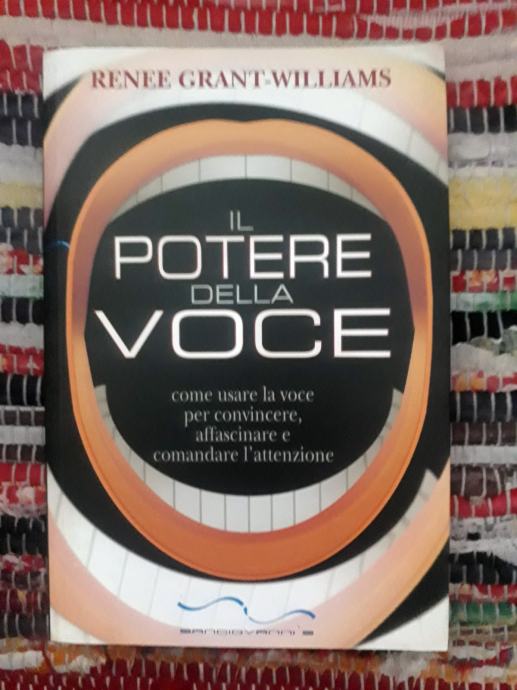 RENEE GRANT-WILLIAMS
IL
POTERE
DELLA
VOCE
come usare la voce
per convincere,
affascinare e
comandare l'attenzione
SANGIOVANNI'S